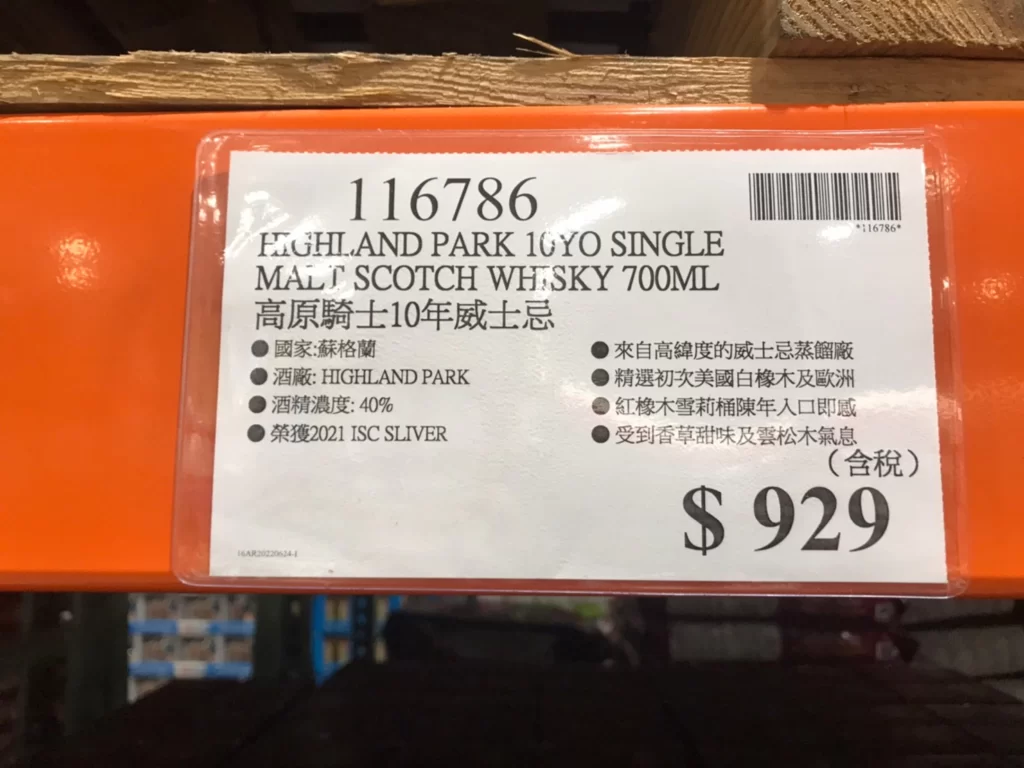 116786
*116786*
HIGHLAND PARK 10YO SINGLE
MALT SCOTCH WHISKY 700ML
高原騎士10年威士忌
● 國家:蘇格蘭
● 酒廠: HIGHLAND PARK
● 酒精濃度: 40%
● 榮獲2021 ISC SLIVER
● 來自高緯度的威士忌蒸餾廠
● 精選初次美國白橡木及歐洲
● 紅橡木雪莉桶陳年入口即感
● 受到香草甜味及雲松木氣息
（含稅）
$ 929
16AR20220624-1